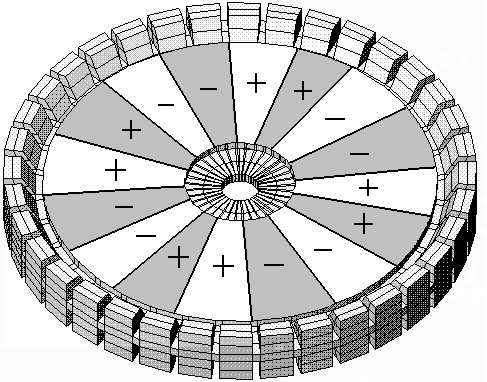 − + +
− −
+ −
+ +
− +
− −
+ + −